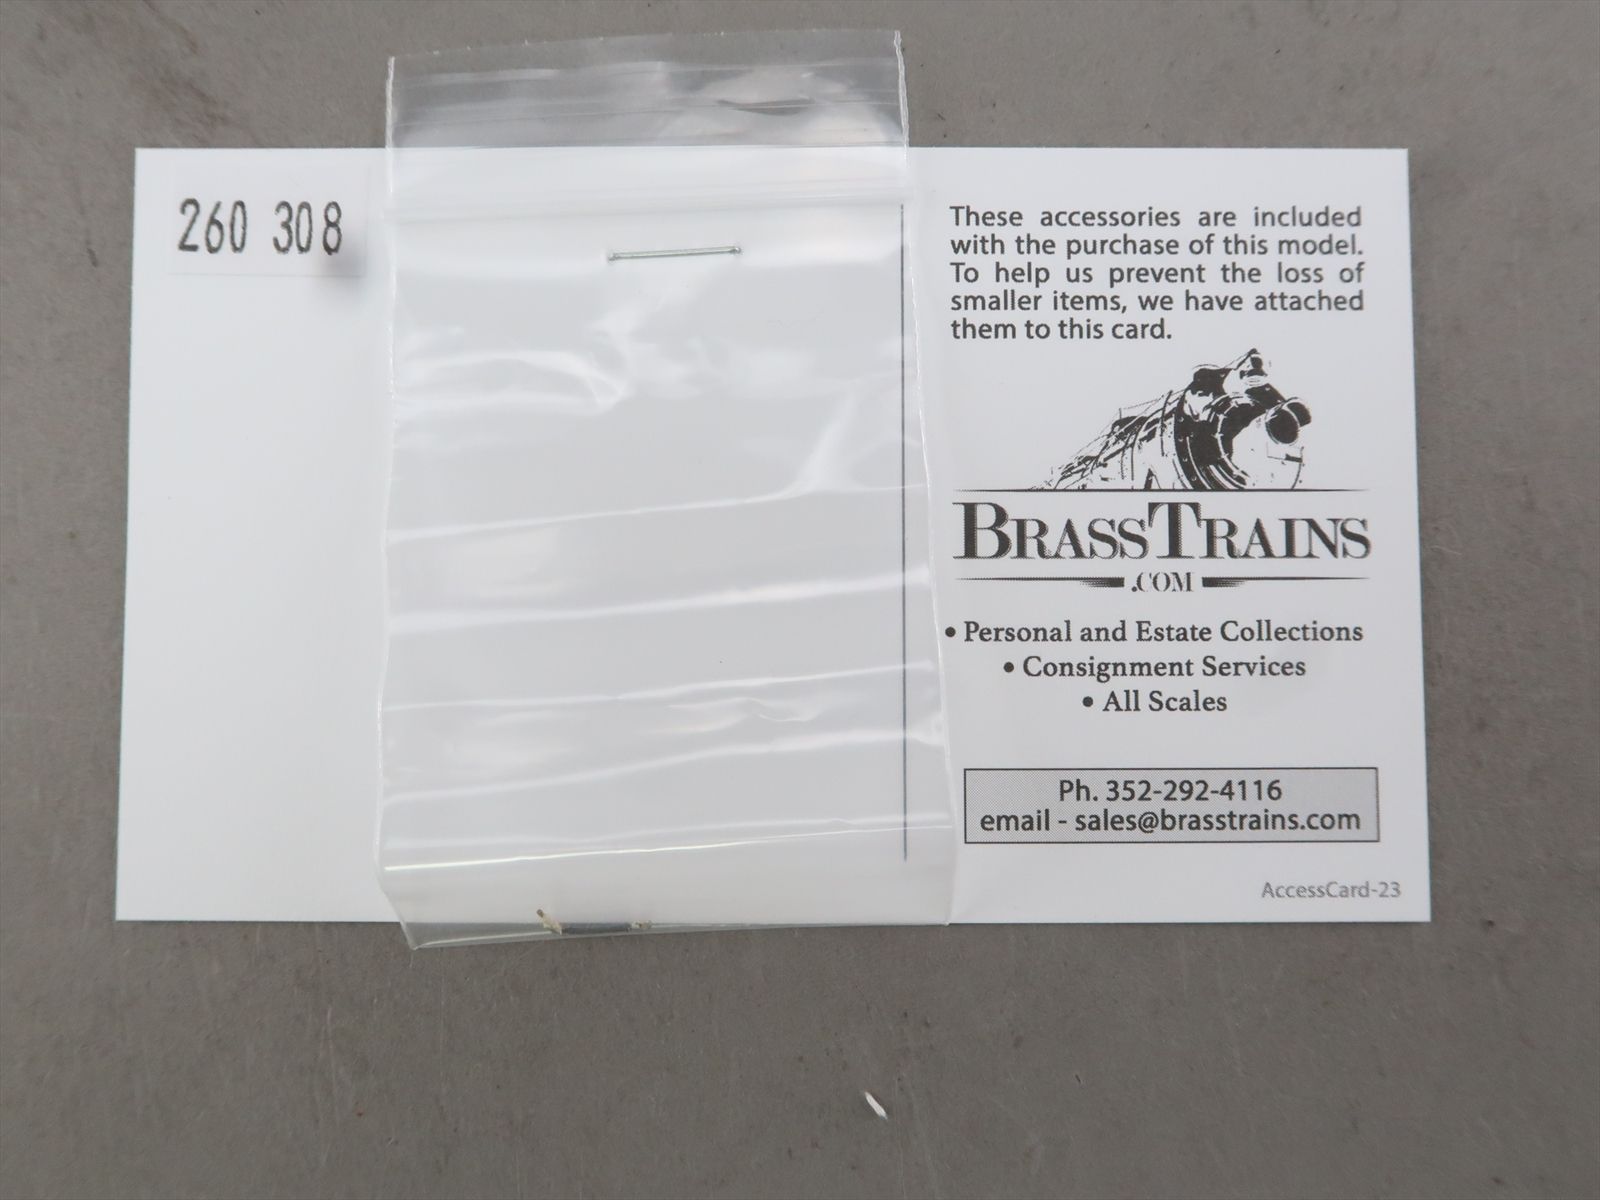 260 308
These accessories are included
with the purchase of this model.
To help us prevent the loss of
smaller items, we have attached
them to this card.
BRASSTRAINS
.COM
• Personal and Estate Collections
• Consignment Services
• All Scales
Ph. 352-292-4116
email - sales@brasstrains.com
AccessCard-23